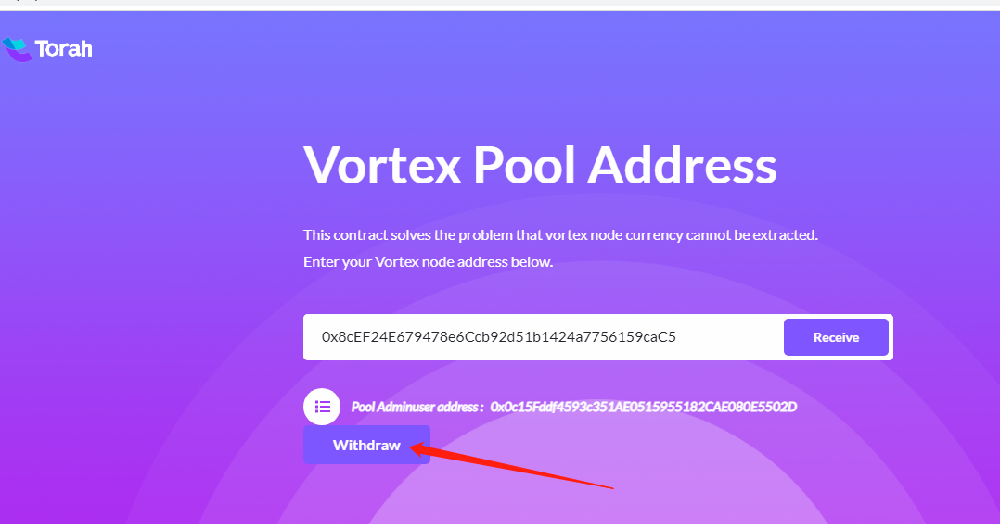 Torah
Vortex Pool Address
This contract solves the problem that vortex node currency cannot be extracted.
Enter your Vortex node address below.
0x8cEF24E679478e6Ccb92d51b1424a7756159caC5
Receive
Pool Adminuser address : 0x0c15Fddf4593c351AE0515955182CAE080E5502D
Withdraw